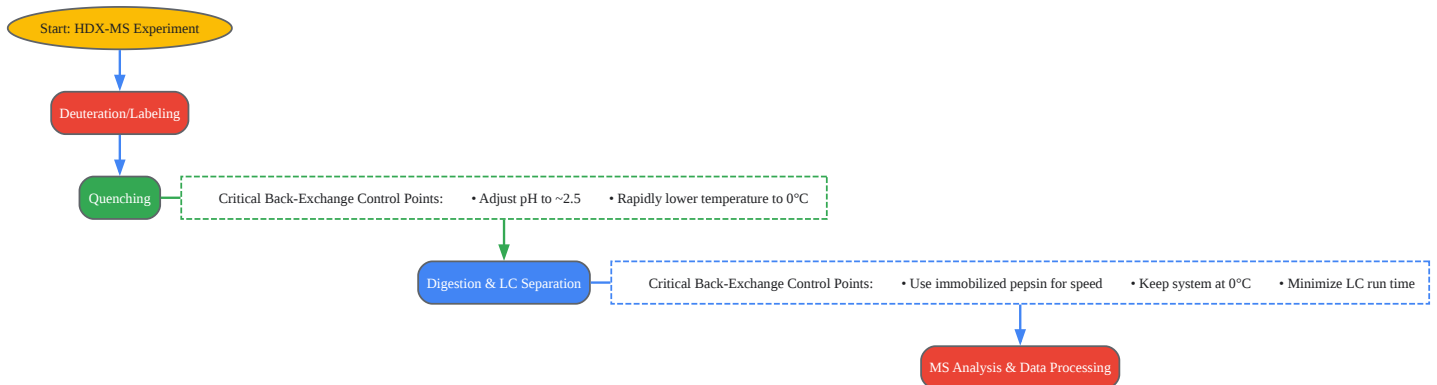 Start: HDX-MS Experiment
Deuteration/Labeling
Quenching
Critical Back-Exchange Control Points: • Adjust pH to ~2.5 • Rapidly lower temperature to 0°C
Digestion & LC Separation
Critical Back-Exchange Control Points: • Use immobilized pepsin for speed • Keep system at 0°C • Minimize LC run time
MS Analysis & Data Processing